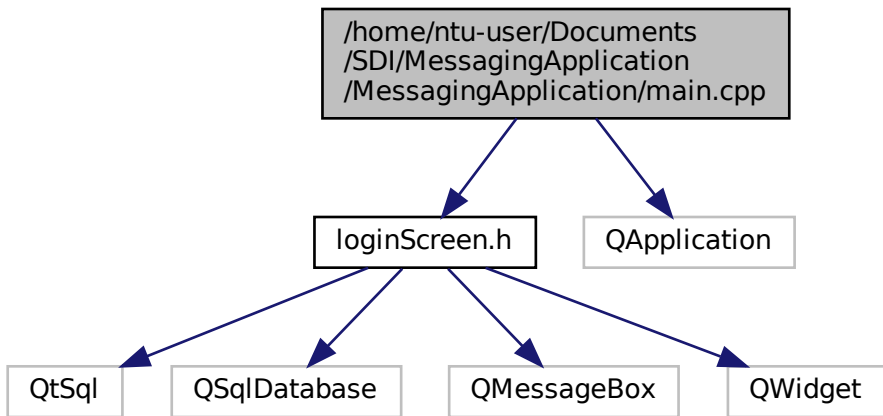 /home/ntu-user/Documents
/SDI/MessagingApplication
/MessagingApplication/main.cpp
loginScreen.h
QApplication
QtSql
QSqlDatabase
QMessageBox
QWidget